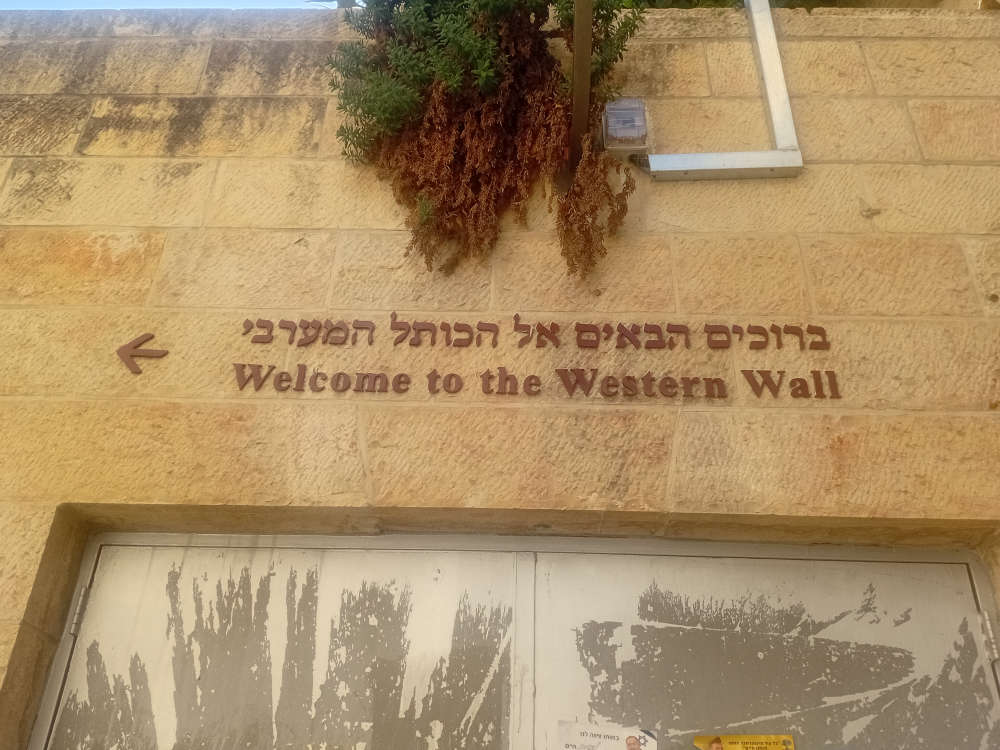 ברוכים הבאים אל הכותל המערבי
Welcome to the Western Wall